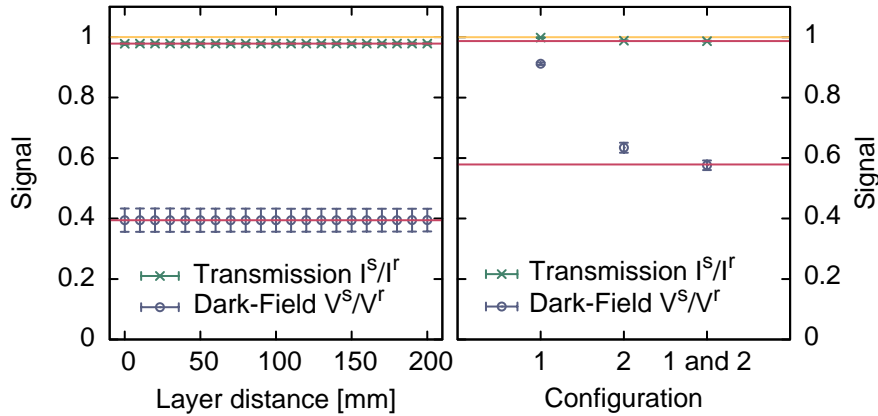 1
0.8
0.6
0.4
0.2
0
Signal
Transmission I^s/I^r
Dark-Field V^s/V^r
0 50 100 150 200
Layer distance [mm]
Transmission I^s/I^r
Dark-Field V^s/V^r
1 2 1 and 2
Configuration
1
0.8
0.6
0.4
0.2
0
Signal